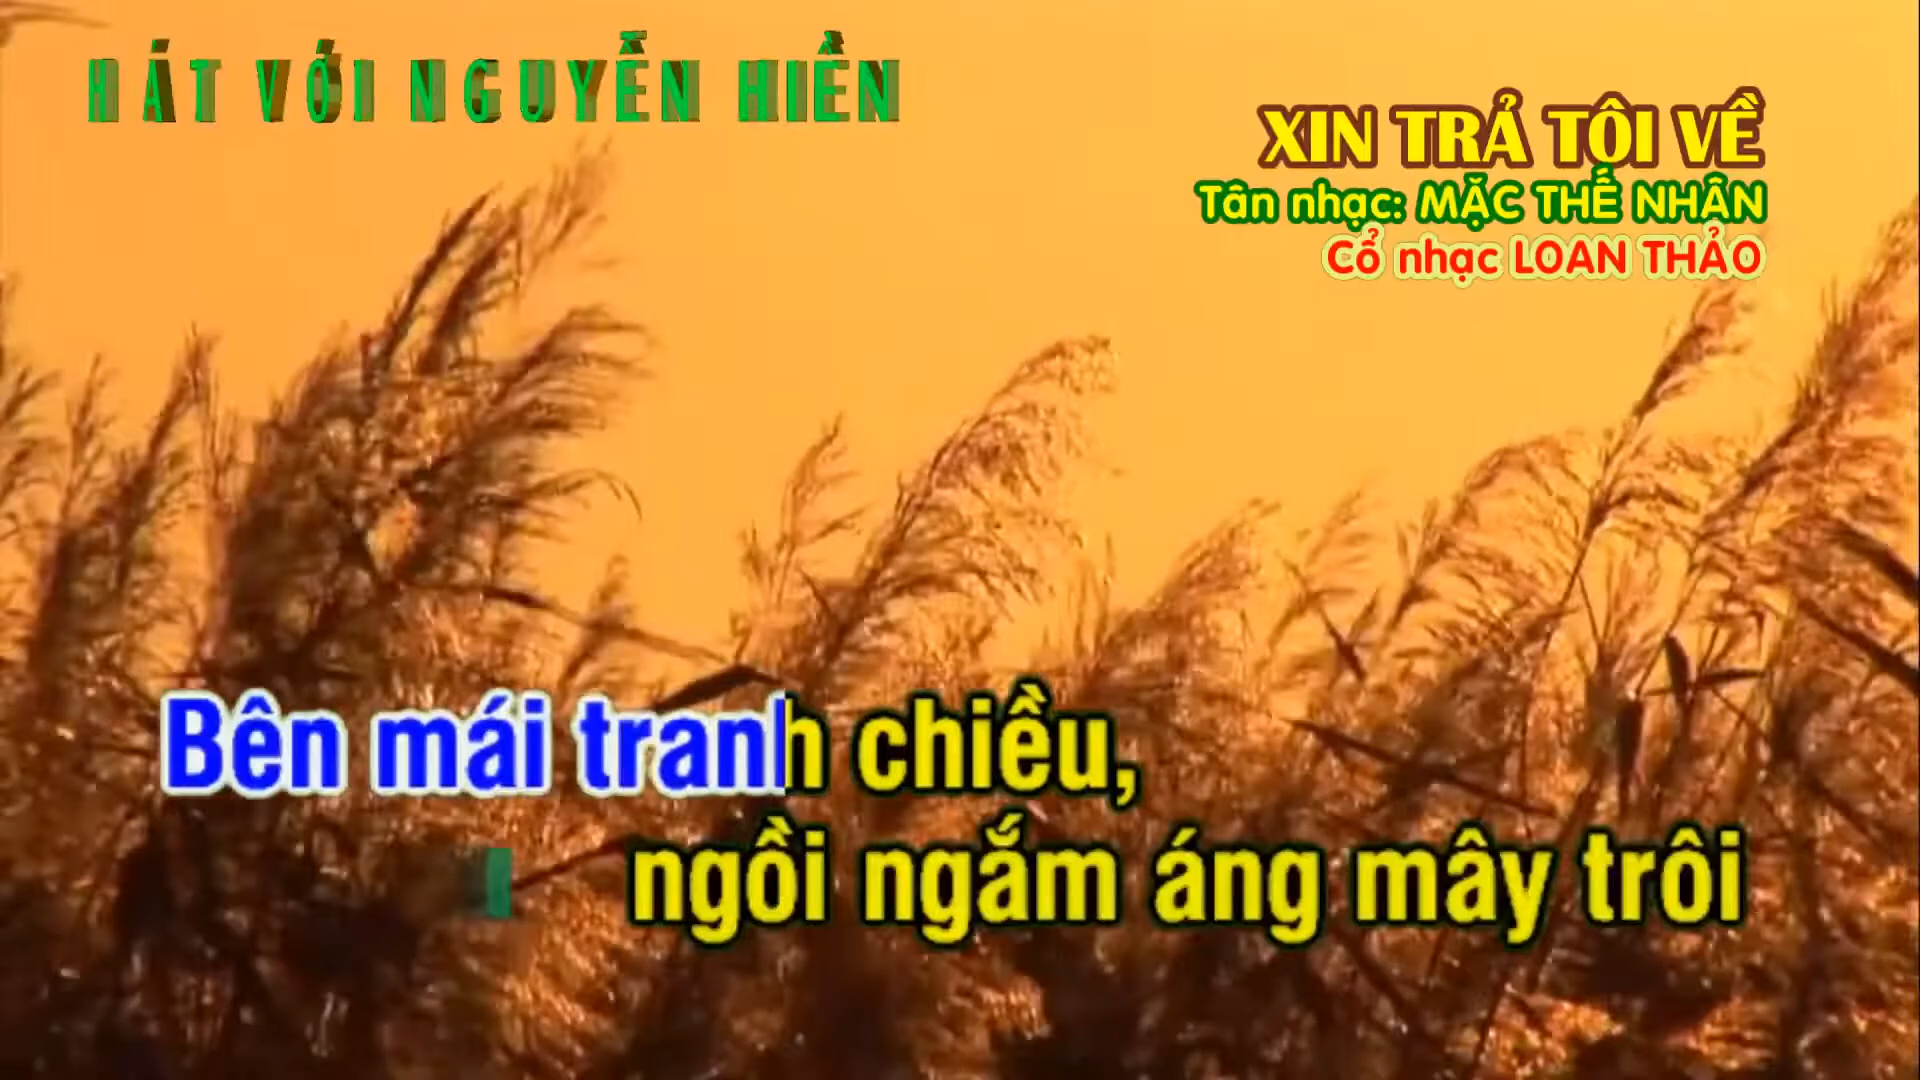 HÁT VỚI NGUYỄN HIỀN
XIN TRẢ TÔI VỀ
Tân nhạc: MẶC THẾ NHÂN
Cổ nhạc LOAN THẢO
Bên mái tranh chiều,
ngồi ngắm áng mây trôi